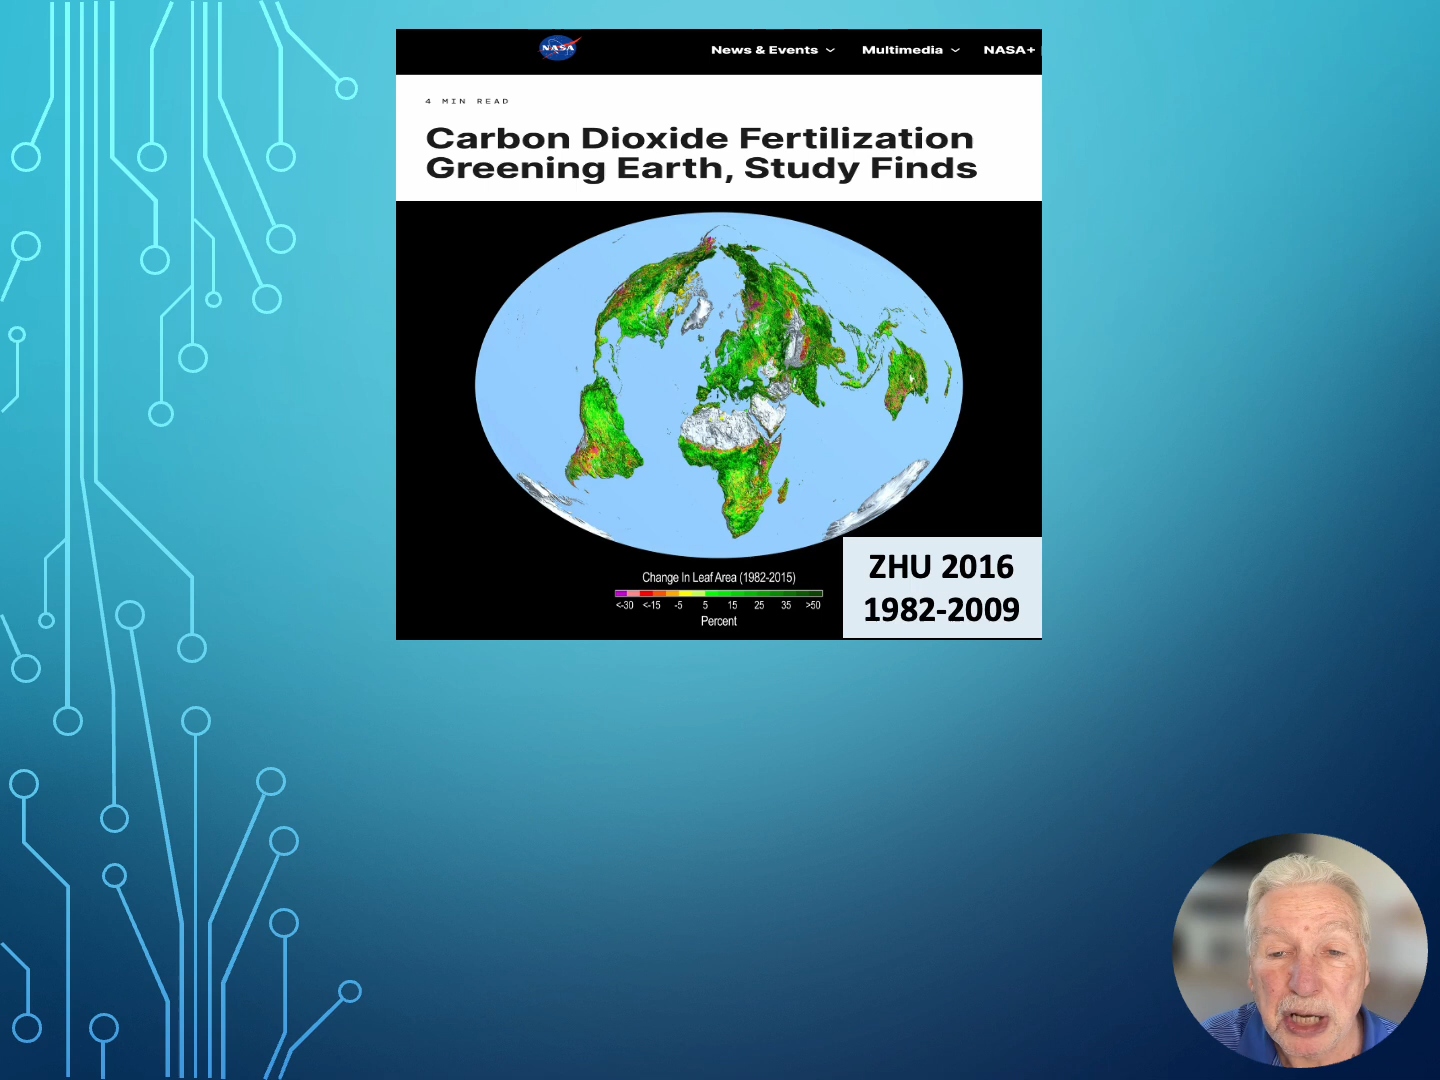 NASA
News & Events
Multimedia
NASA+
4 MIN READ
Carbon Dioxide Fertilization
Greening Earth, Study Finds
Change In Leaf Area (1982-2015)
<-30 <-15 -5 5 15 25 35 >50
Percent
ZHU 2016
1982-2009